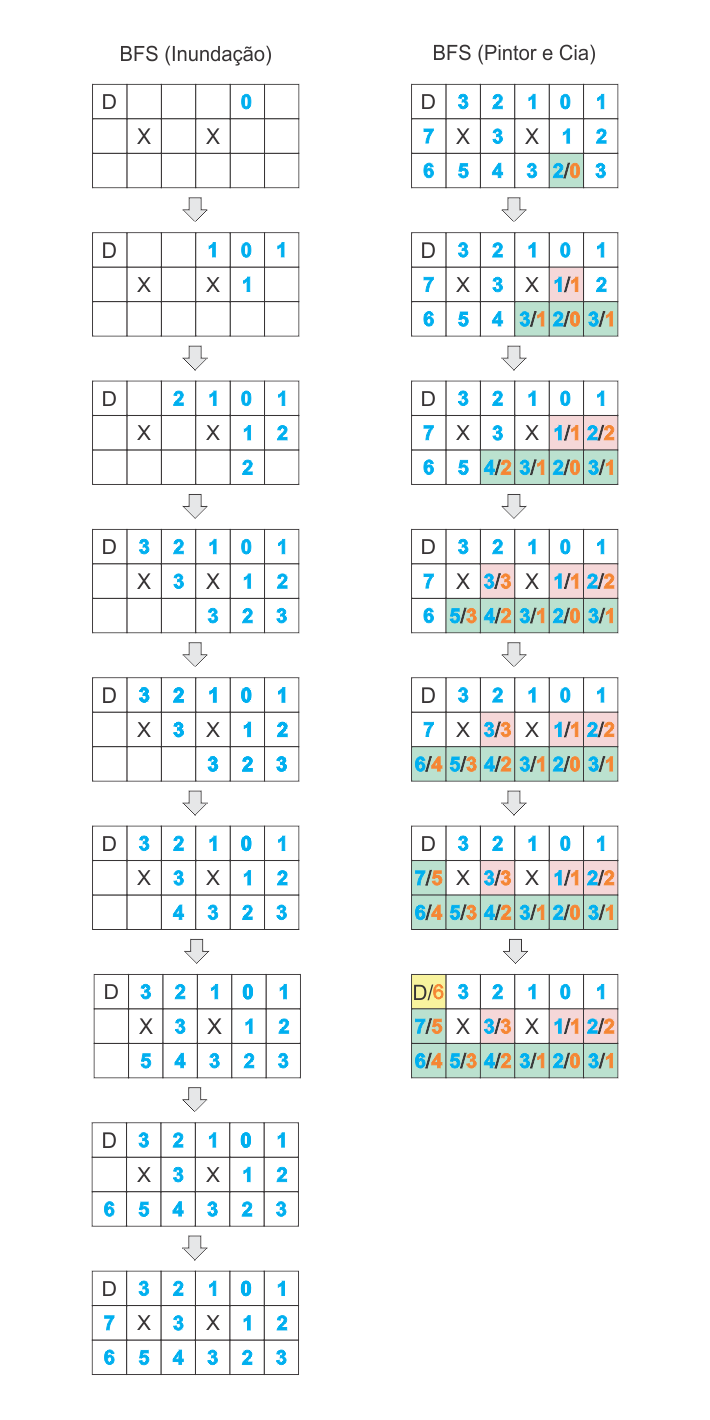 BFS (Inundação)
D 0
X X
D 1 0 1
X X 1
D 2 1 0 1
X X 1 2
2
D 3 2 1 0 1
X 3 X 1 2
3 2 3
D 3 2 1 0 1
X 3 X 1 2
3 2 3
D 3 2 1 0 1
X 3 X 1 2
4 3 2 3
D 3 2 1 0 1
X 3 X 1 2
5 4 3 2 3
D 3 2 1 0 1
X 3 X 1 2
6 5 4 3 2 3
D 3 2 1 0 1
7 X 3 X 1 2
6 5 4 3 2 3
BFS (Pintor e Cia)
D 3 2 1 0 1
7 X 3 X 1 2
6 5 4 3 2/0 3
D 3 2 1 0 1
7 X 3 X 1/1 2
6 5 4 3/1 2/0 3/1
D 3 2 1 0 1
7 X 3 X 1/1 2/2
6 5 4/2 3/1 2/0 3/1
D 3 2 1 0 1
7 X 3/3 X 1/1 2/2
6 5/3 4/2 3/1 2/0 3/1
D 3 2 1 0 1
7 X 3/3 X 1/1 2/2
6/4 5/3 4/2 3/1 2/0 3/1
D 3 2 1 0 1
7/5 X 3/3 X 1/1 2/2
6/4 5/3 4/2 3/1 2/0 3/1
D/6 3 2 1 0 1
7/5 X 3/3 X 1/1 2/2
6/4 5/3 4/2 3/1 2/0 3/1